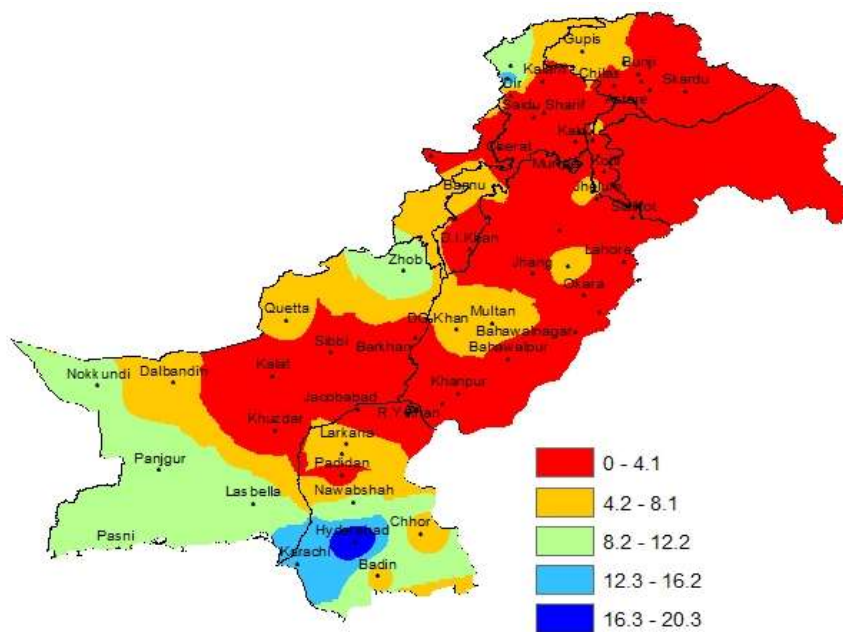 Gupis
Kalam
Chilas
Bunji
Skardu
Dir
Astore
Saidu Sharif
Cherat
Kakul
Murree
Kotli
Bannu
Jhelum
Sialkot
D.I.Khan
Zhob
Lahore
Jhang
Okara
Quetta
DG.Khan
Multan
Bahawalnagar
Sibbi
Barkhan
Bahawalpur
Kalat
Dalbandin
Nokkundi
Khanpur
Jacobabad
R.Y.Khan
Khuzdar
Larkana
Panjgur
Padidan
Lasbella
Nawabshah
Pasni
Hyderabad
Chhor
Karachi
Badin
0 - 4.1
4.2 - 8.1
8.2 - 12.2
12.3 - 16.2
16.3 - 20.3